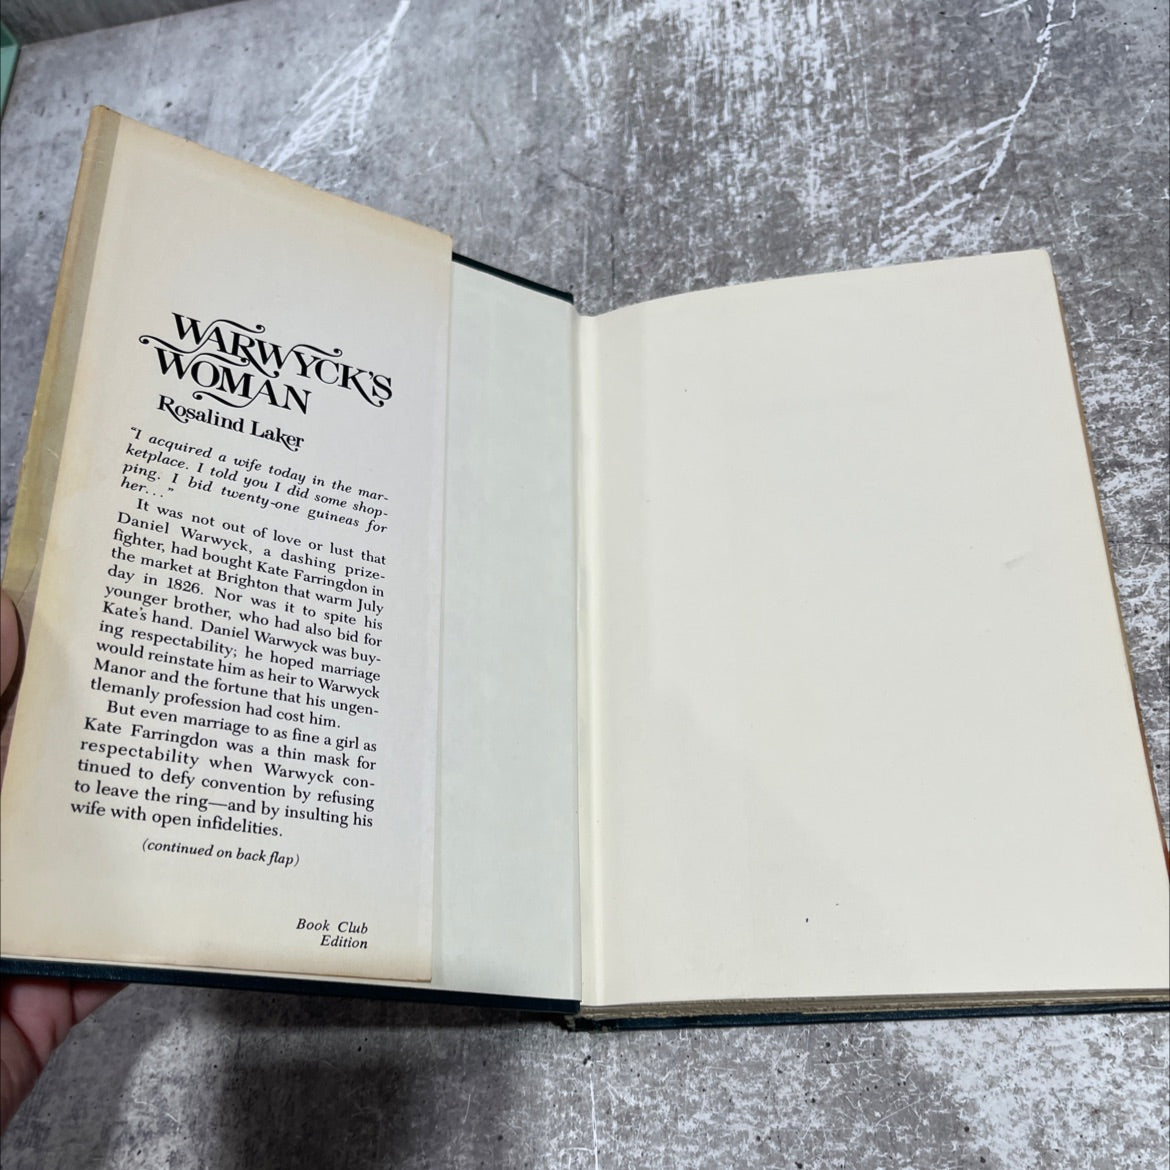 WARWYCK'S
WOMAN
Rosalind Laker
"I acquired a wife today in the mar-
ketplace. I told you I did some shop-
ping. I bid twenty-one guineas for
her..."
It was not out of love or lust that
Daniel Warwyck, a dashing prize-
fighter, had bought Kate Farringdon in
the market at Brighton that warm July
day in 1826. Nor was it to spite his
younger brother, who had also bid for
Kate's hand. Daniel Warwyck was buy-
ing respectability; he hoped marriage
would reinstate him as heir to Warwyck
Manor and the fortune that his ungen-
tlemanly profession had cost him.
But even marriage to as fine a girl as
Kate Farringdon was a thin mask for
respectability when Warwyck con-
tinued to defy convention by refusing
to leave the ring—and by insulting his
wife with open infidelities.
(continued on back flap)
Book Club
Edition